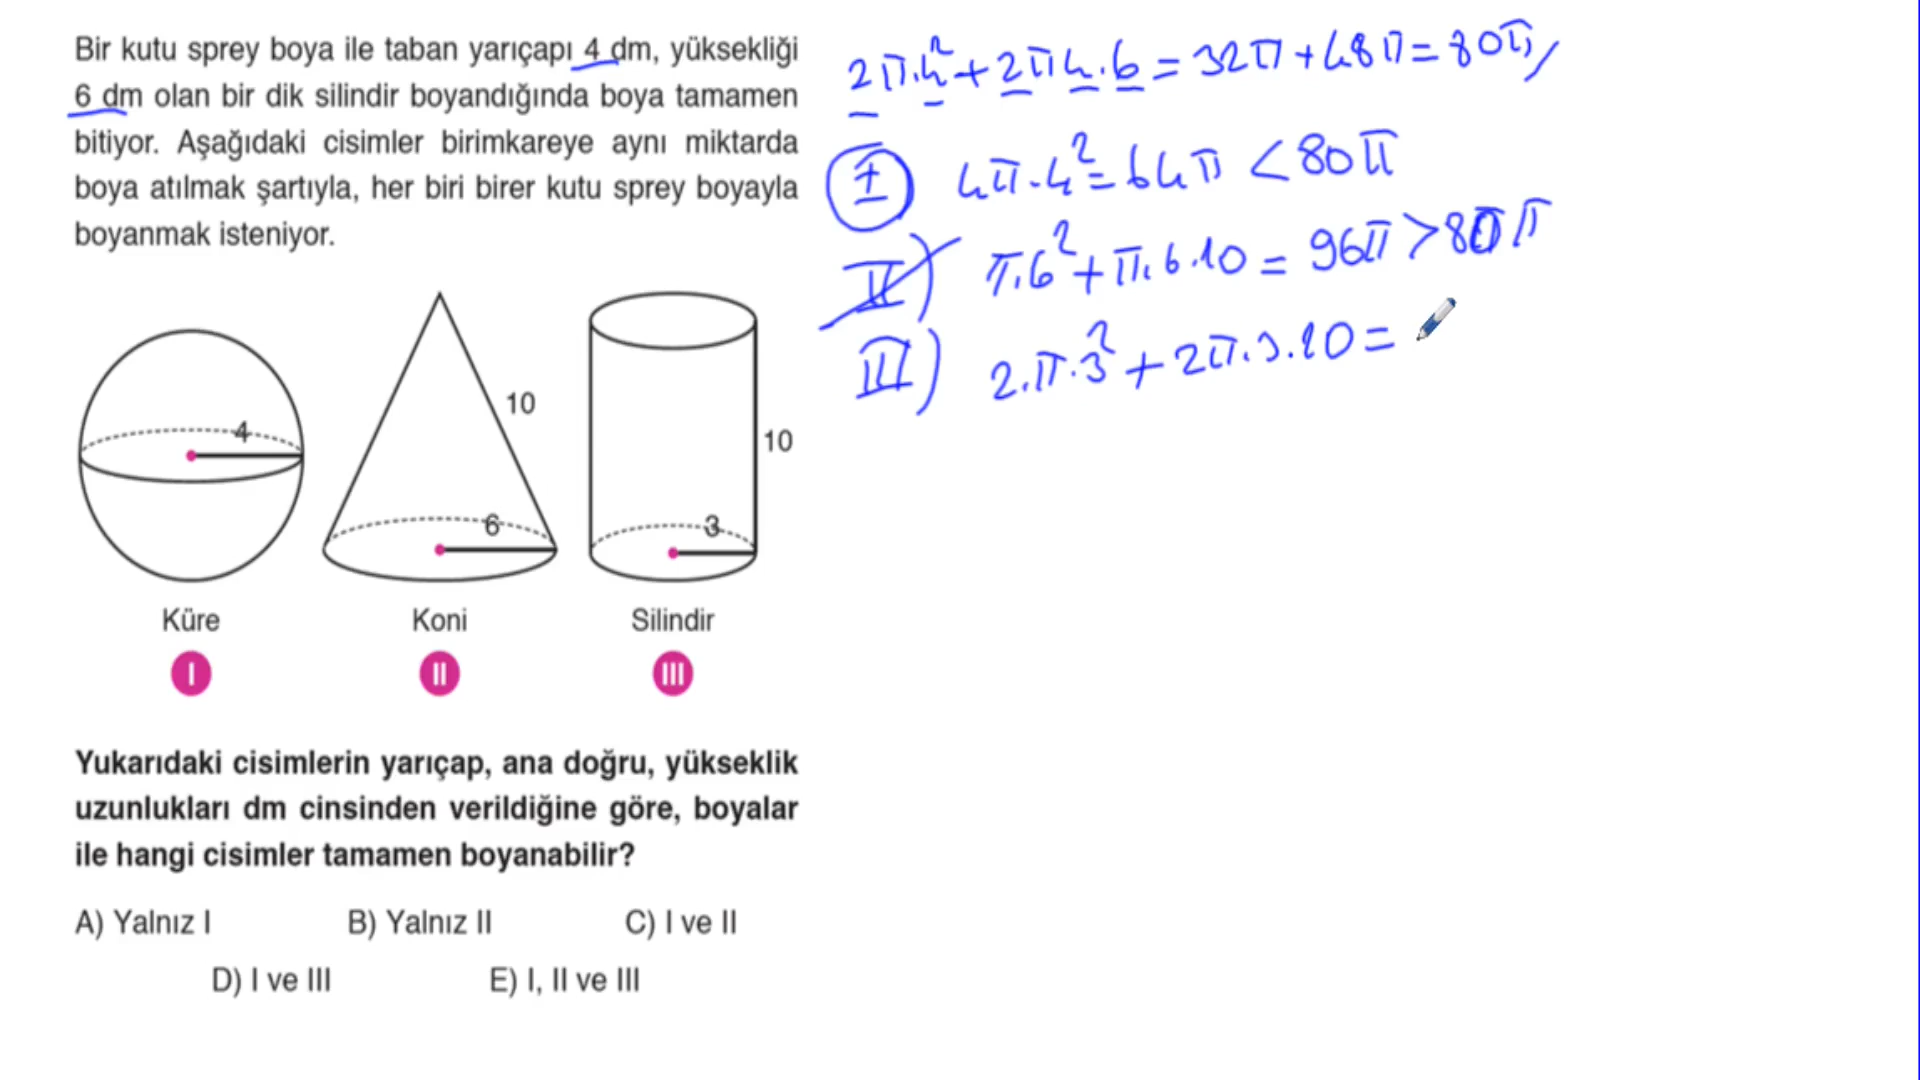 Bir kutu sprey boya ile taban yarıçapı 4 dm, yüksekliği
6 dm olan bir dik silindir boyandığında boya tamamen
bitiyor. Aşağıdaki cisimler birimkareye aynı miktarda
boya atılmak şartıyla, her biri birer kutu sprey boyayla
boyanmak isteniyor.
4
10
6
10
3
Küre
Koni
Silindir
I
II
III
Yukarıdaki cisimlerin yarıçap, ana doğru, yükseklik
uzunlukları dm cinsinden verildiğine göre, boyalar
ile hangi cisimler tamamen boyanabilir?
A) Yalnız I
B) Yalnız II
C) I ve II
D) I ve III
E) I, II ve III
2π.4²+2π4.6=32π+48π=80π
I 4π.4²=64π<80π
II) π.6²+π.6.10=96π>80π
III) 2.π.3²+2π.3.10=